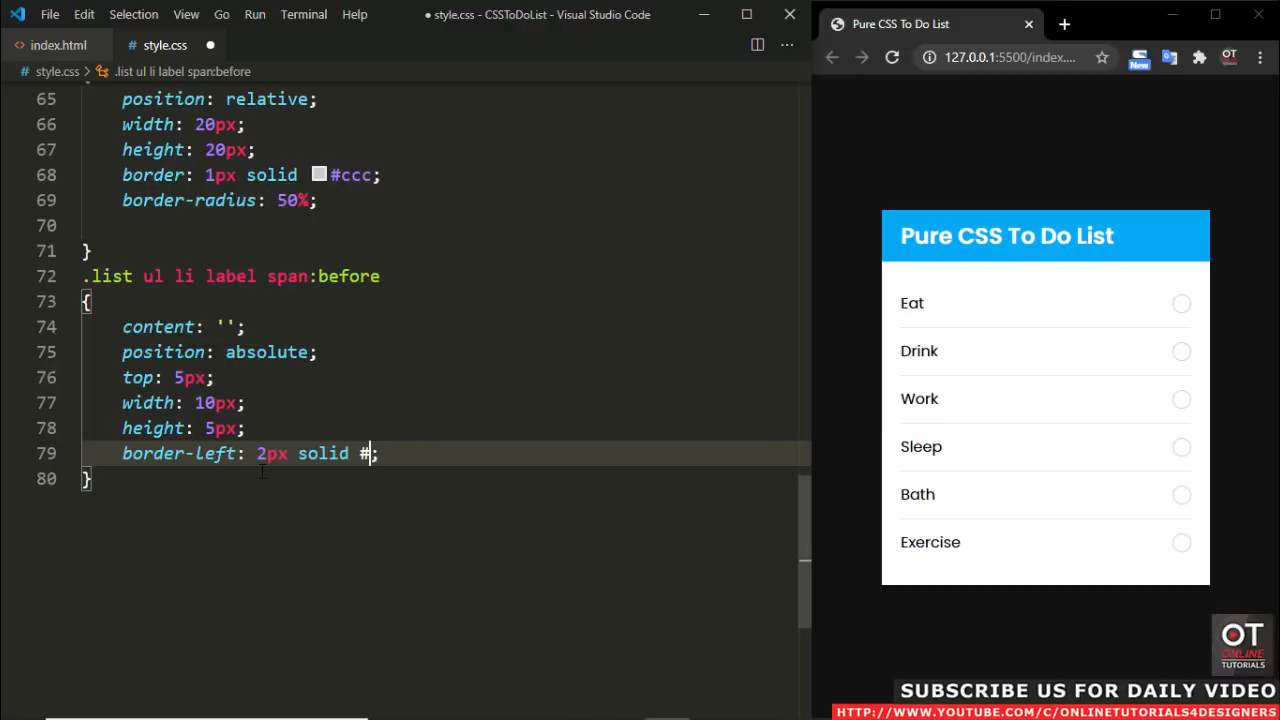 File Edit Selection View Go Run Terminal Help ● style.css - CSSToDoList - Visual Studio Code
index.html # style.css ●
# style.css > .list ul li label span:before
65 position: relative;
66 width: 20px;
67 height: 20px;
68 border: 1px solid #ccc;
69 border-radius: 50%;
70
71 }
72 .list ul li label span:before
73 {
74 content: '';
75 position: absolute;
76 top: 5px;
77 width: 10px;
78 height: 5px;
79 border-left: 2px solid #;
80 }
Pure CSS To Do List
127.0.0.1:5500/index....
New
OT
Pure CSS To Do List
Eat
Drink
Work
Sleep
Bath
Exercise
OT
ONLINE
TUTORIALS
SUBSCRIBE US FOR DAILY VIDEO
HTTP://WWW.YOUTUBE.COM/C/ONLINETUTORIALS4DESIGNERS